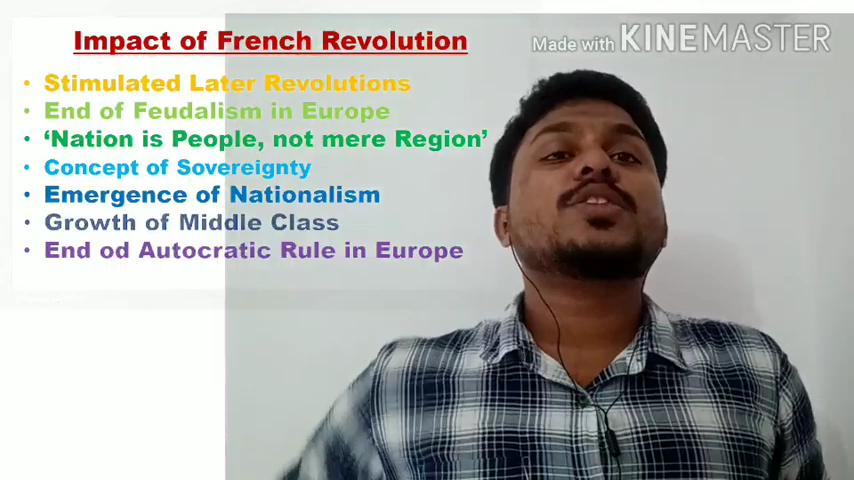 Impact of French Revolution
Made with KINEMASTER
• Stimulated Later Revolutions
• End of Feudalism in Europe
• ‘Nation is People, not mere Region’
• Concept of Sovereignty
• Emergence of Nationalism
• Growth of Middle Class
• End od Autocratic Rule in Europe